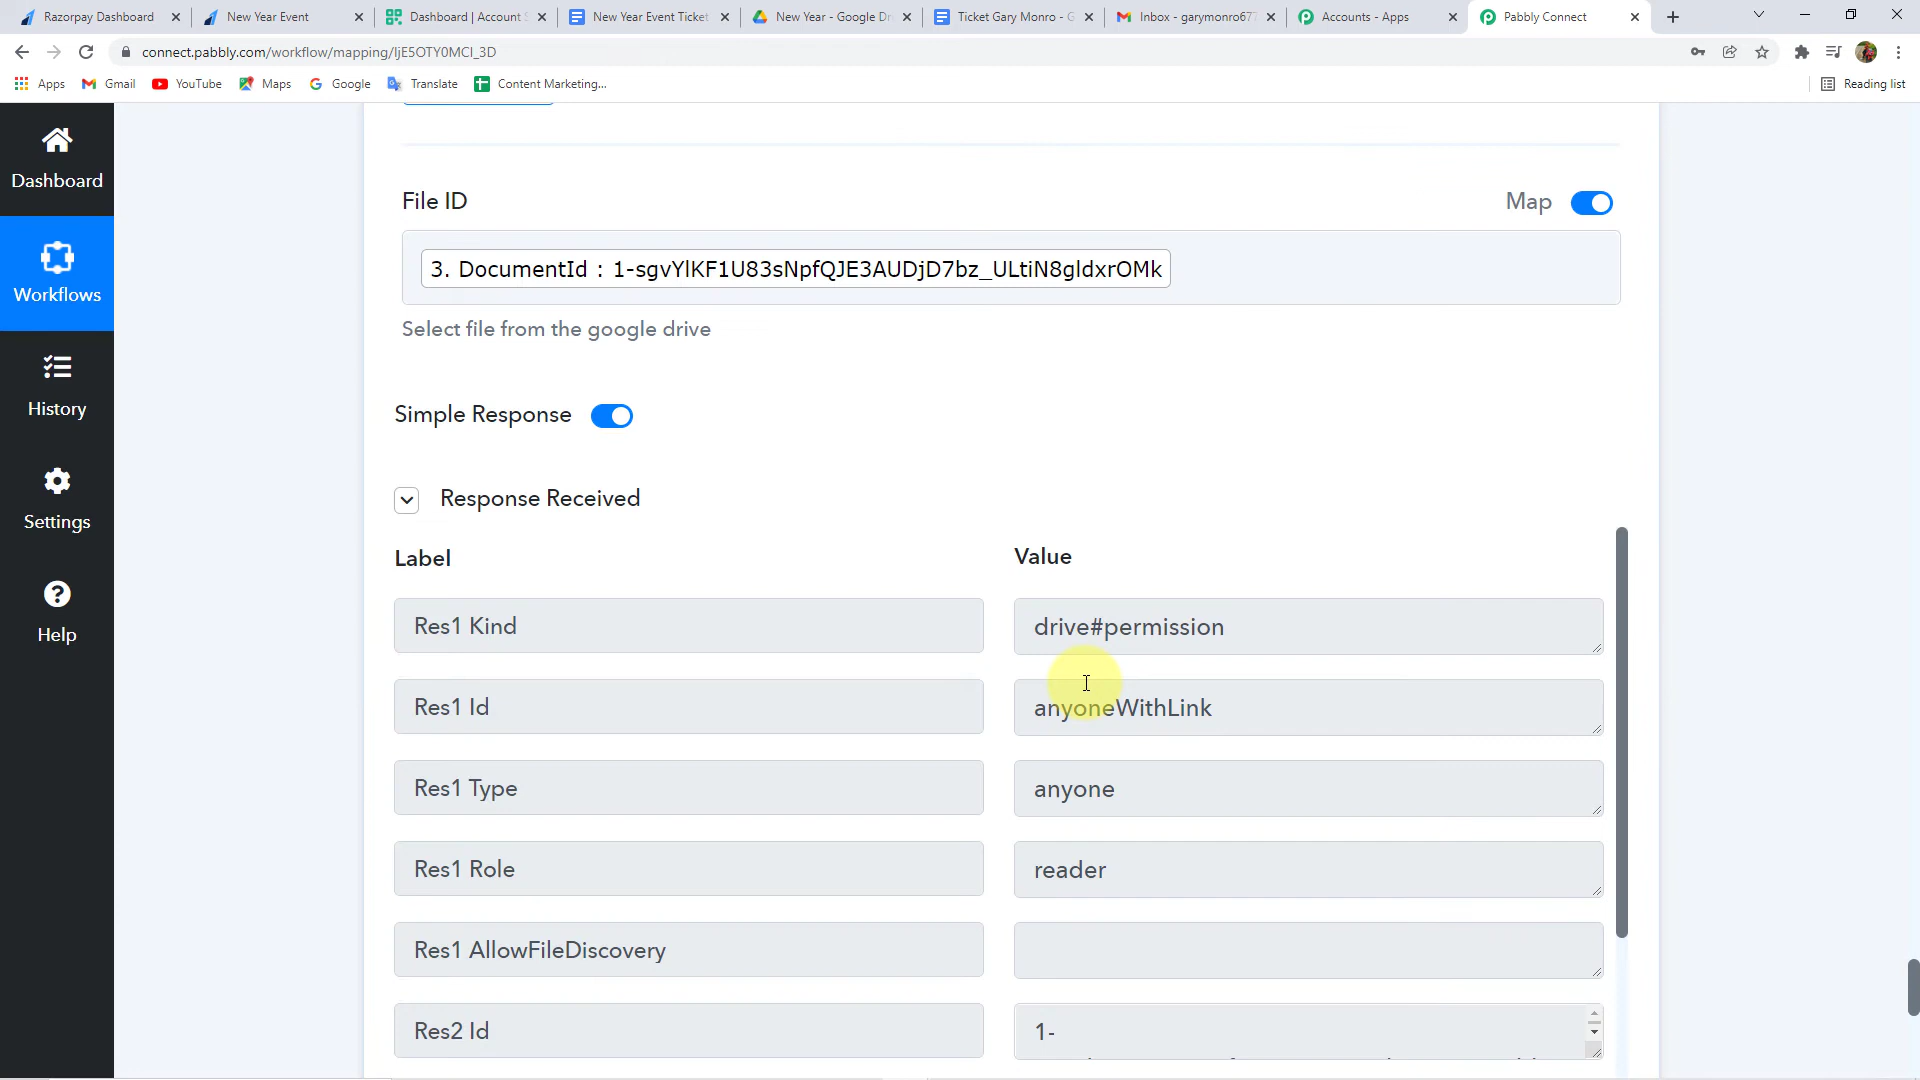 Razorpay Dashboard
New Year Event
Dashboard | Account S
New Year Event Ticket
New Year - Google Dr
Ticket Gary Monro - G
Inbox - garymonro677
Accounts - Apps
Pabbly Connect
connect.pabbly.com/workflow/mapping/IjE5OTY0MCI_3D
Apps
Gmail
YouTube
Maps
Google
Translate
Content Marketing...
Reading list
Dashboard
Workflows
History
Settings
Help
File ID
Map
3. DocumentId : 1-sgvYlKF1U83sNpfQJE3AUDjD7bz_ULtiN8gldxrOMk
Select file from the google drive
Simple Response
Response Received
Label
Value
Res1 Kind
drive#permission
Res1 Id
anyoneWithLink
Res1 Type
anyone
Res1 Role
reader
Res1 AllowFileDiscovery
Res2 Id
1-